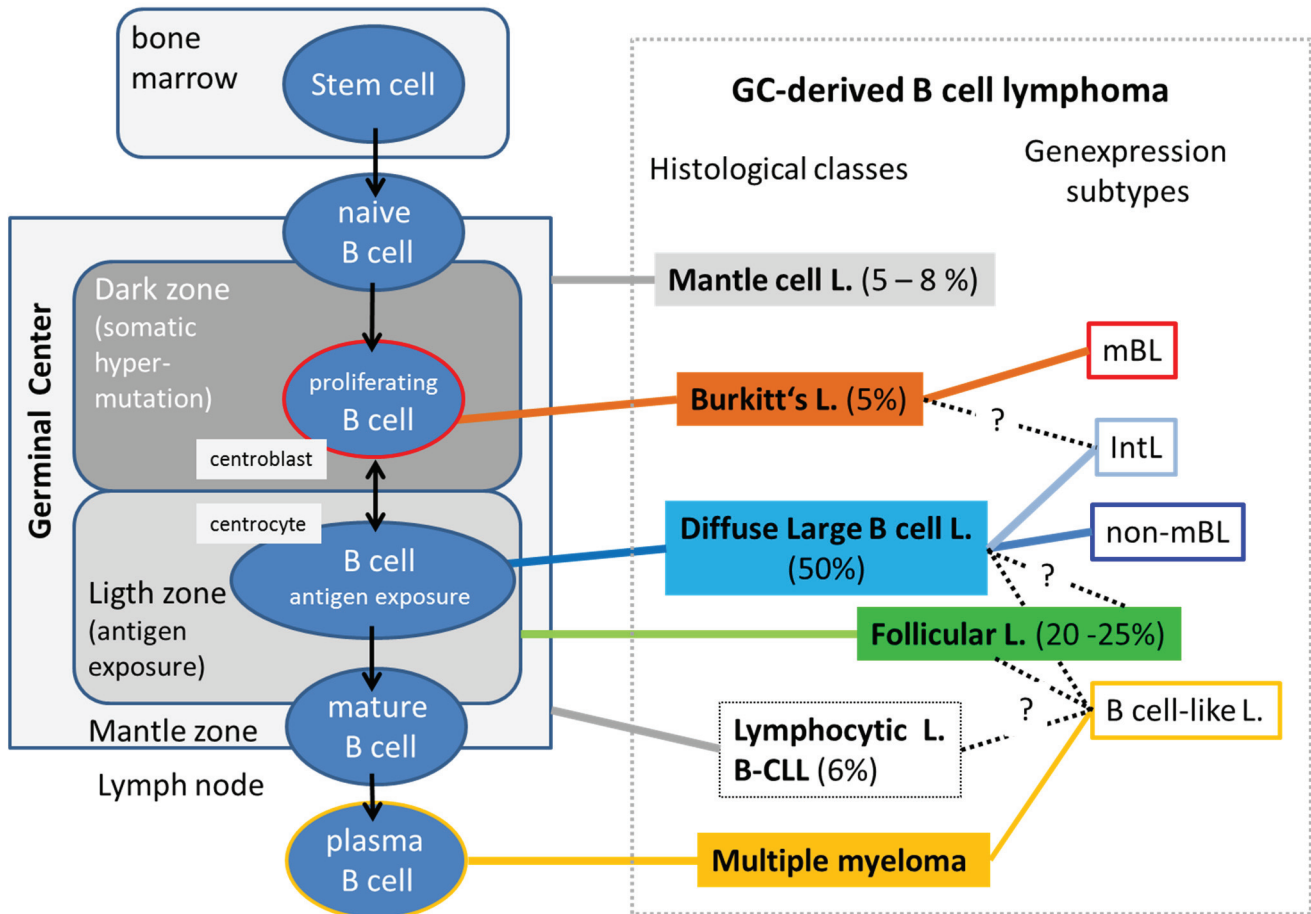 bone
marrow
Stem cell
naive
B cell
Germinal Center
Dark zone
(somatic
hyper-
mutation)
proliferating
B cell
centroblast
centrocyte
B cell
antigen exposure
Ligth zone
(antigen
exposure)
mature
B cell
Mantle zone
Lymph node
plasma
B cell
GC-derived B cell lymphoma
Histological classes
Genexpression
subtypes
Mantle cell L. (5 – 8 %)
Burkitt‘s L. (5%)
mBL
?
IntL
Diffuse Large B cell L.
(50%)
non-mBL
?
Follicular L. (20 -25%)
B cell-like L.
?
Lymphocytic L.
B-CLL (6%)
Multiple myeloma